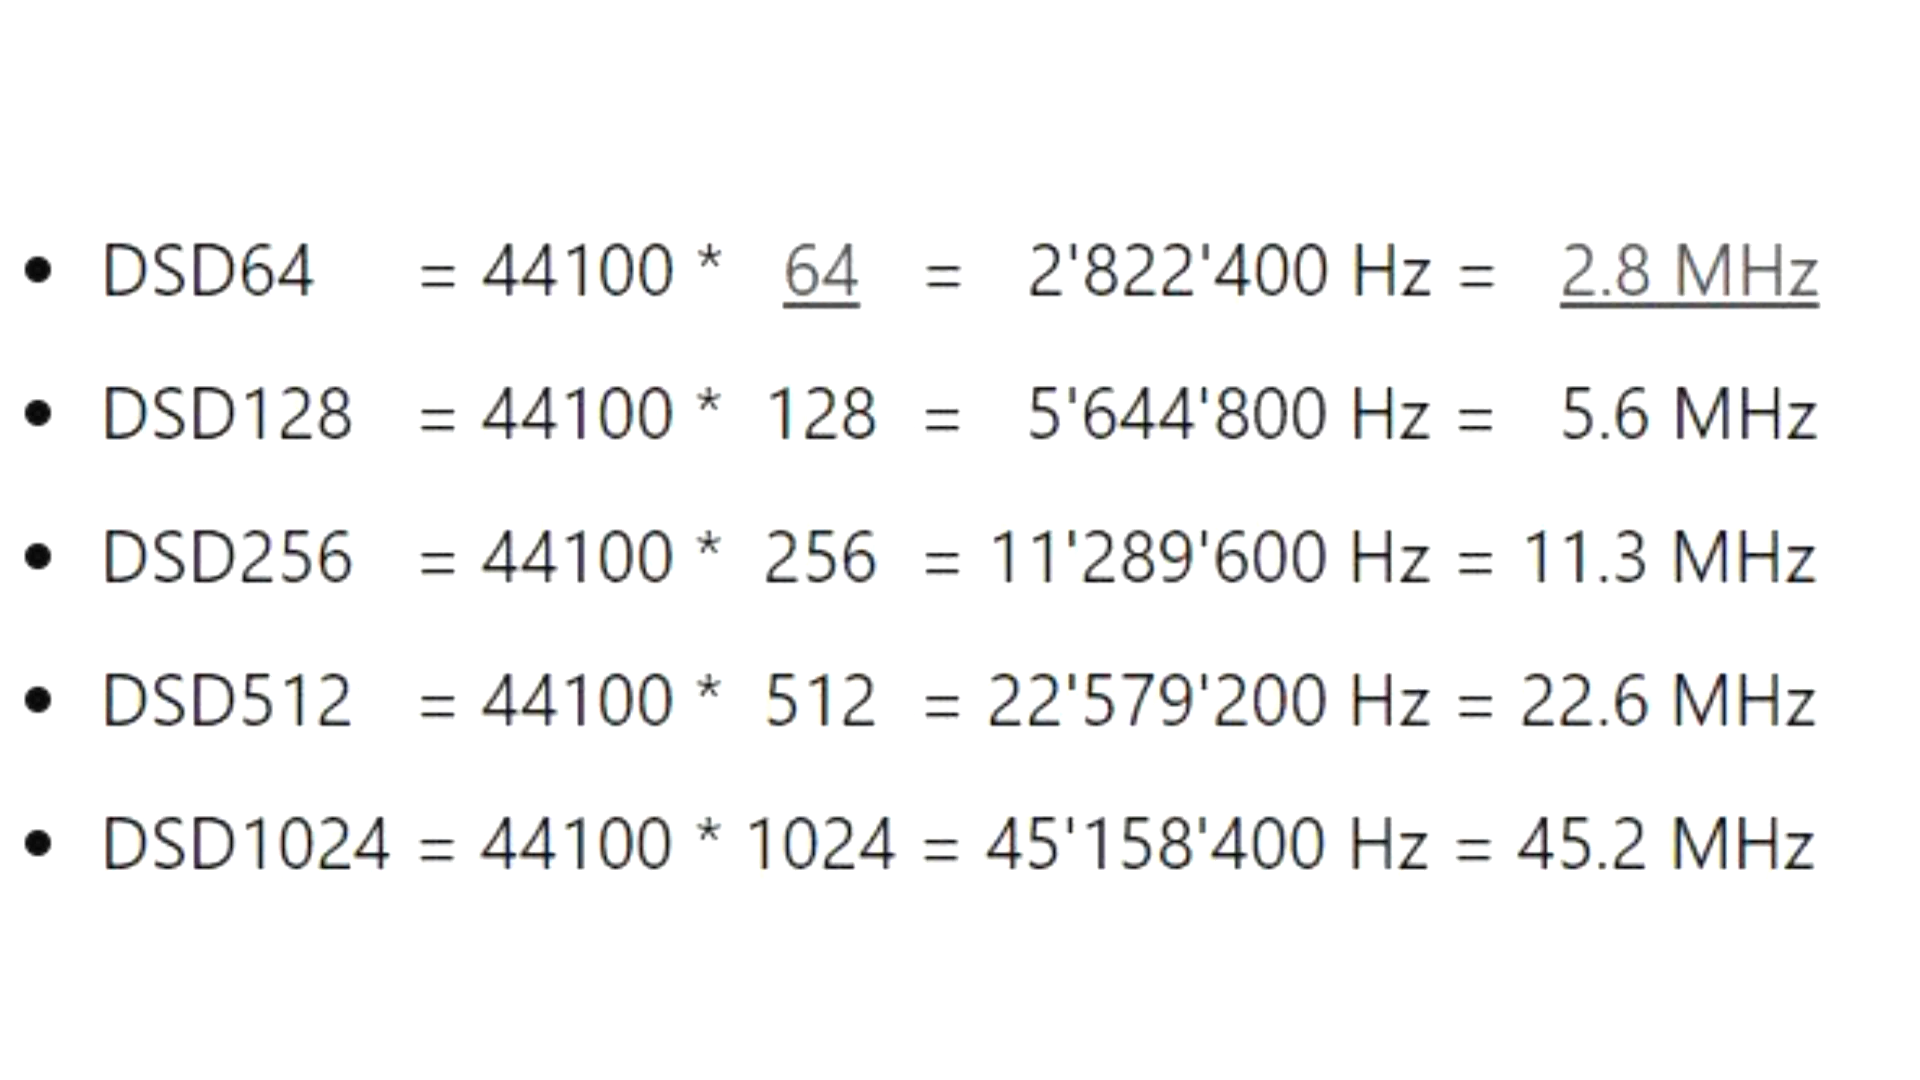 • DSD64 = 44100 * 64 = 2'822'400 Hz = 2.8 MHz
• DSD128 = 44100 * 128 = 5'644'800 Hz = 5.6 MHz
• DSD256 = 44100 * 256 = 11'289'600 Hz = 11.3 MHz
• DSD512 = 44100 * 512 = 22'579'200 Hz = 22.6 MHz
• DSD1024 = 44100 * 1024 = 45'158'400 Hz = 45.2 MHz